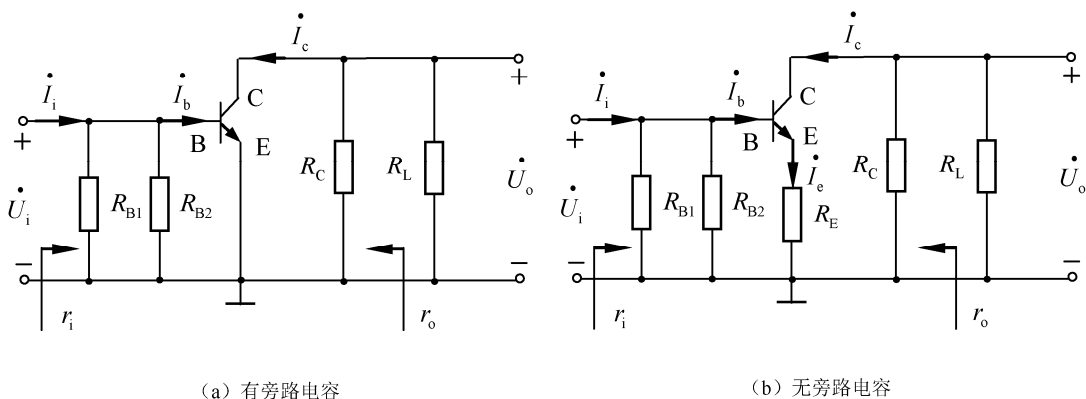 İc
İi
İb
C
B
E
+
+
RB1
RB2
RC
RL
U̇i
U̇o
−
−
ri
ro
(a)有旁路电容
İc
İi
İb
C
B
E
+
+
İe
RB1
RB2
RE
RC
RL
U̇i
U̇o
−
−
ri
ro
(b)无旁路电容